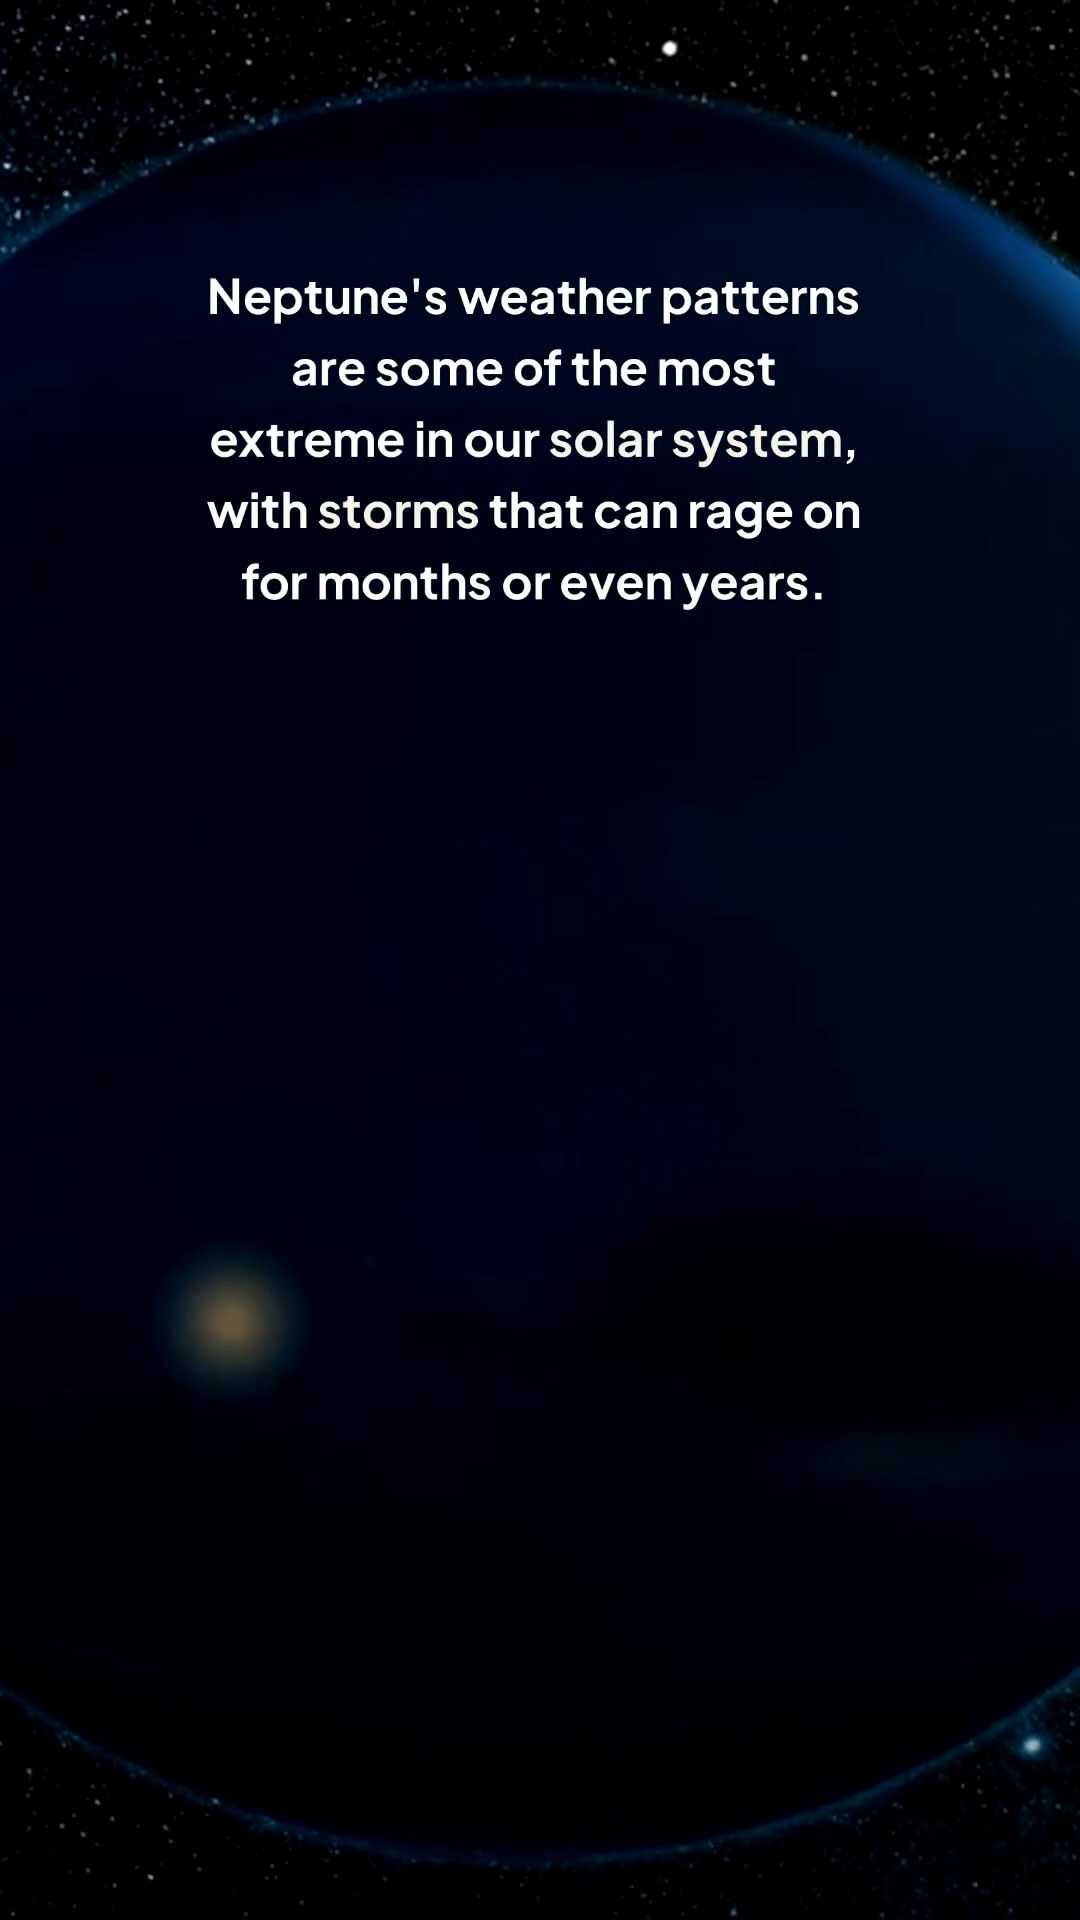 Neptune's weather patterns
are some of the most
extreme in our solar system,
with storms that can rage on
for months or even years.